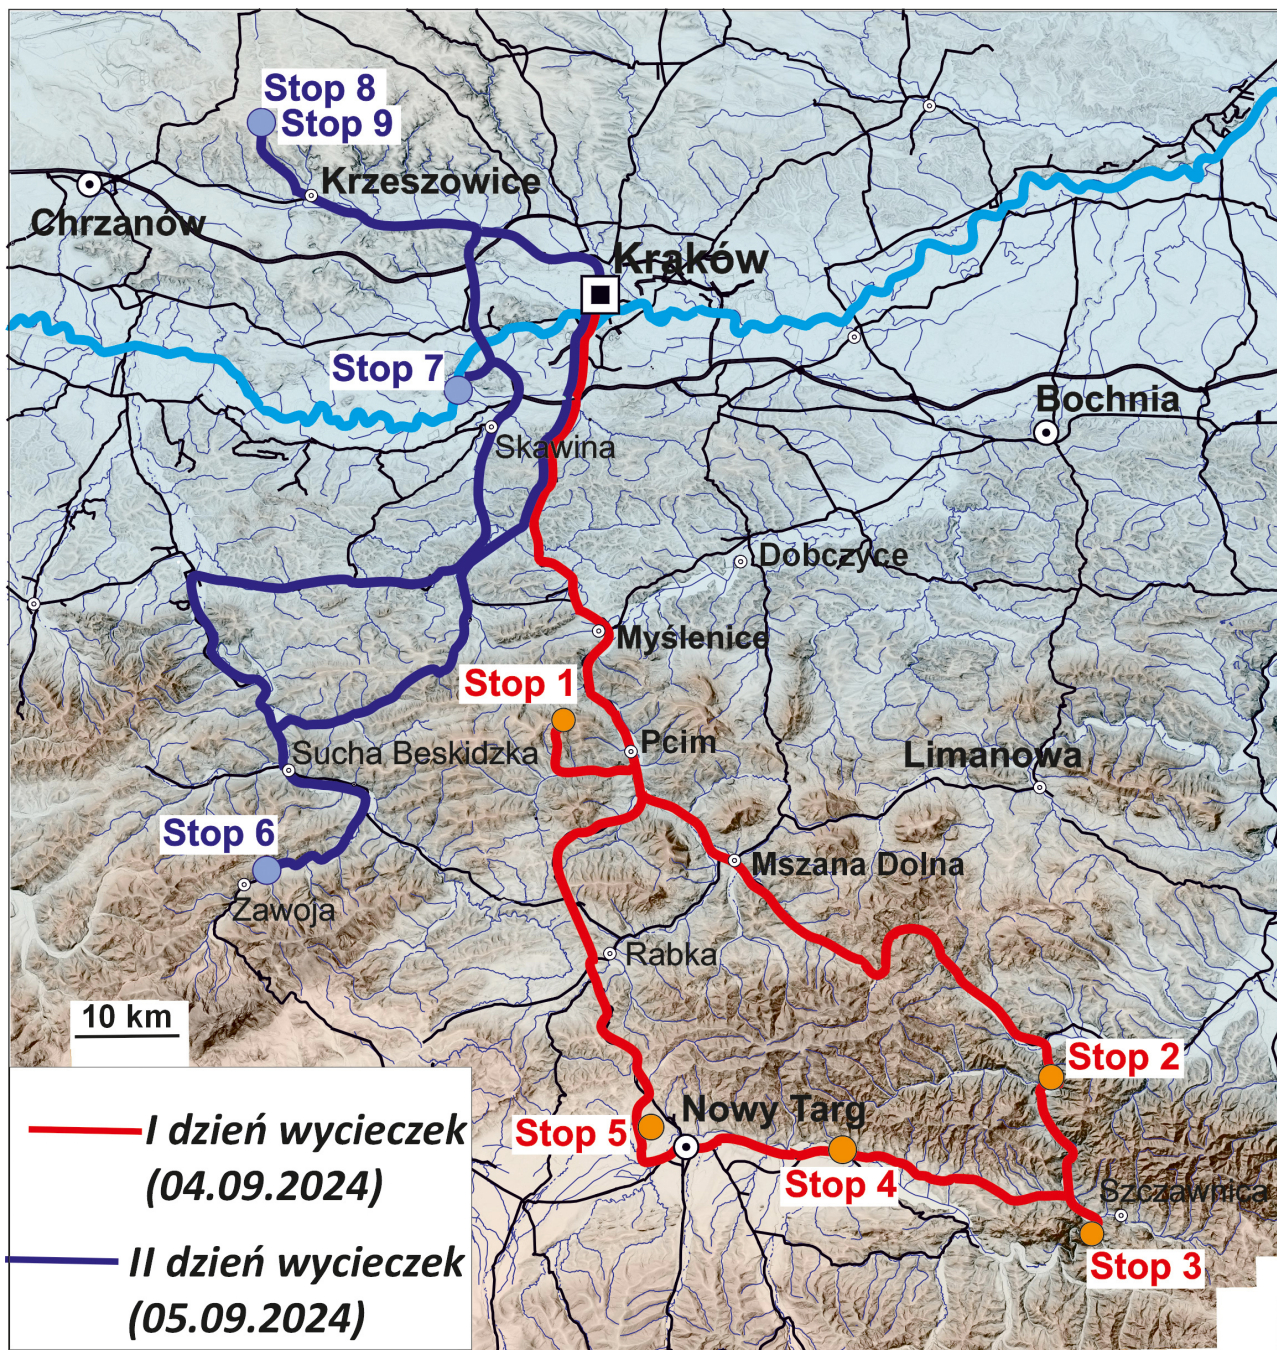 Stop 8
Stop 9
Krzeszowice
Chrzanów
Kraków
Stop 7
Bochnia
Skawina
Dobczyce
Myślenice
Stop 1
Pcim
Sucha Beskidzka
Limanowa
Stop 6
Mszana Dolna
Zawoja
Rabka
10 km
Stop 2
Nowy Targ
Stop 5
Stop 4
Szczawnica
Stop 3
I dzień wycieczek
(04.09.2024)
II dzień wycieczek
(05.09.2024)